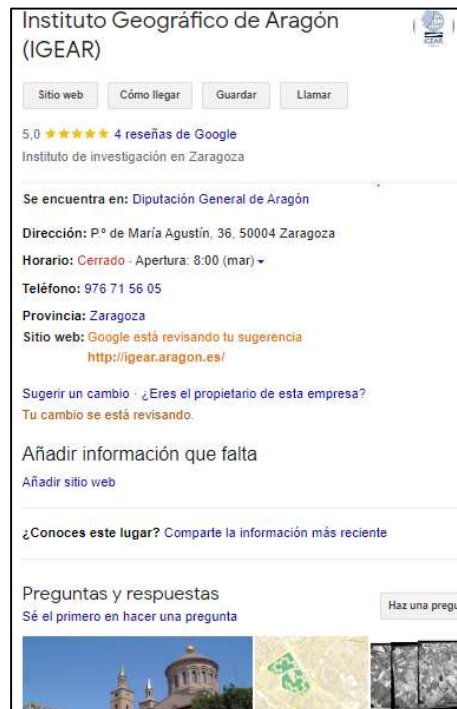 Instituto Geográfico de Aragón
(IGEAR)
IGEAR
Sitio web Cómo llegar Guardar Llamar
5,0 ★★★★★ 4 reseñas de Google
Instituto de investigación en Zaragoza
Se encuentra en: Diputación General de Aragón
Dirección: P.º de María Agustín, 36, 50004 Zaragoza
Horario: Cerrado · Apertura: 8:00 (mar)
Teléfono: 976 71 56 05
Provincia: Zaragoza
Sitio web: Google está revisando tu sugerencia
http://igear.aragon.es/
Sugerir un cambio · ¿Eres el propietario de esta empresa?
Tu cambio se está revisando.
Añadir información que falta
Añadir sitio web
¿Conoces este lugar? Comparte la información más reciente
Preguntas y respuestas
Haz una pregu
Sé el primero en hacer una pregunta